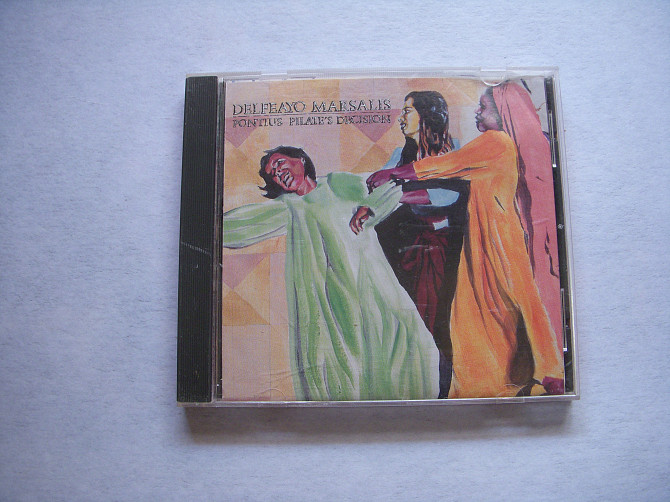 DELFEAYO MARSALIS
PONTIUS PILATE'S DECISION